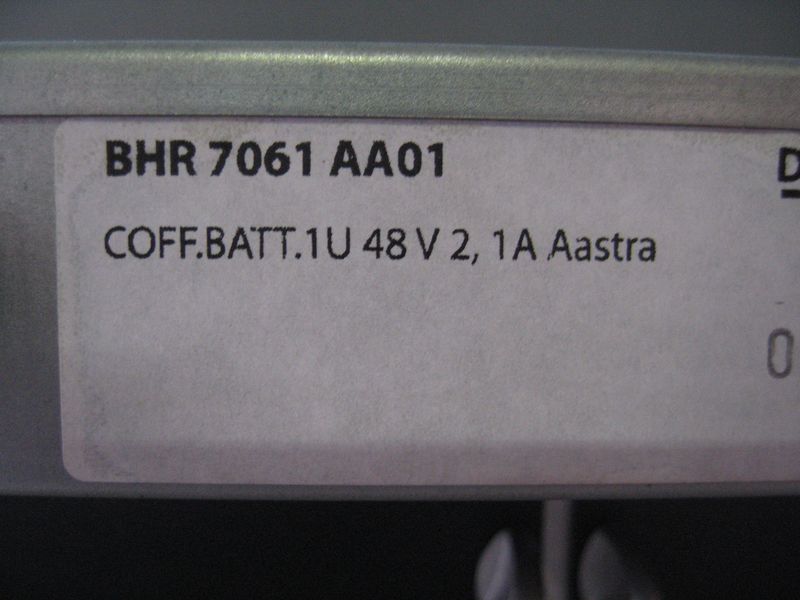 BHR 7061 AA01
COFF.BATT.1U 48 V 2, 1A Aastra